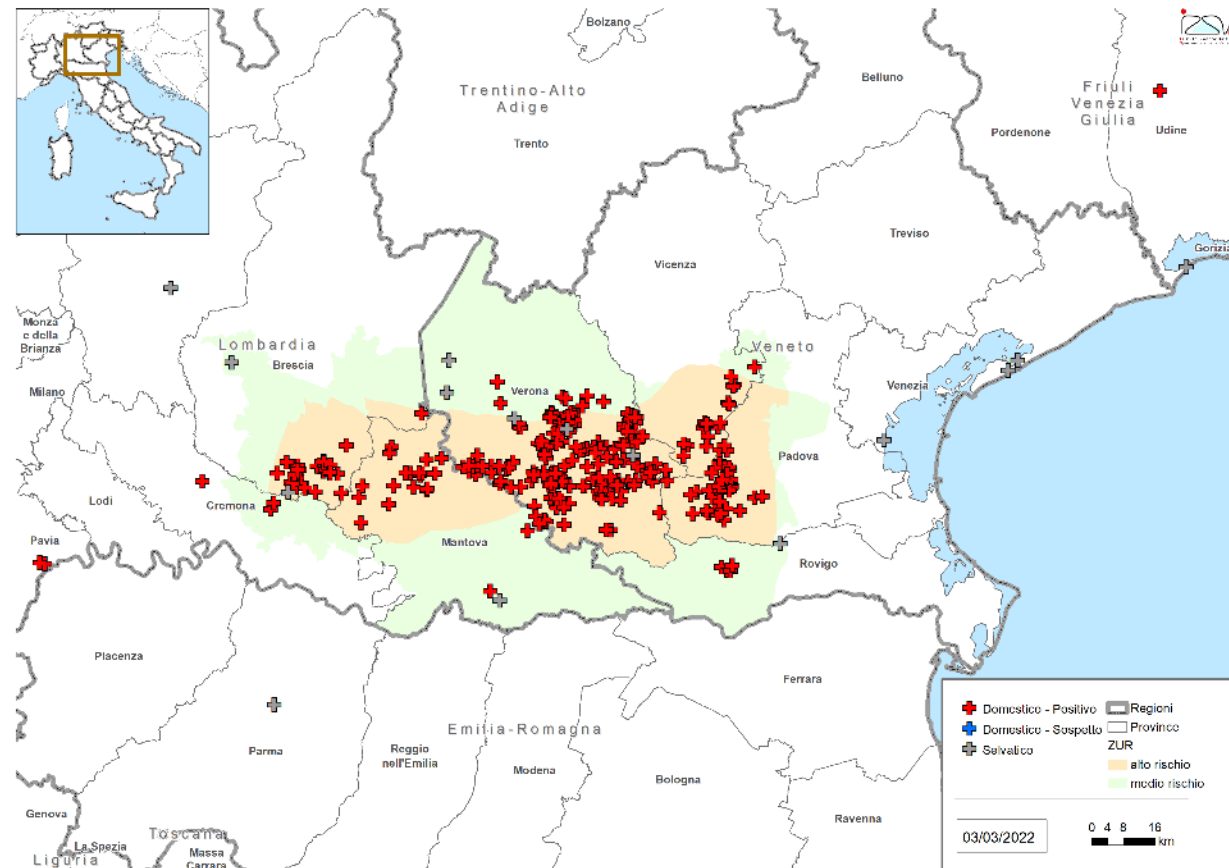 Bolzano
Belluno
Trentino-Alto
Adige
Trento
Friuli
Venezia
Giulia
Pordenone
Udine
Treviso
Gorizia
Vicenza
Monza
e della
Brianza
Lombardia
Brescia
Veneto
Milano
Verona
Venezia
Padova
Lodi
Cremona
Pavia
Mantova
Rovigo
Placenza
Ferrara
Emilia-Romagna
Parma
Reggio
nell'Emilia
Modena
Bologna
Genova
Ravenna
Toscana
La Spezia
Massa
Carrara
Liguria
Domestico - Positivo
Domestico - Sospetto
Selvatico
Regioni
Province
ZUR
alto rischio
medio rischio
03/03/2022
0 4 8 16
km